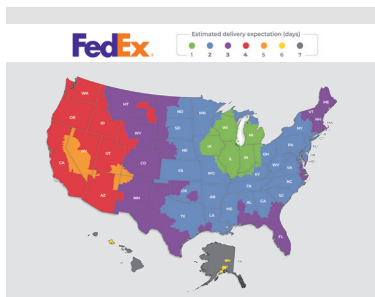 FedEx
Estimated delivery expectation (days)
1 2 3 4 5 6 7
WA
MT
ND
MN
ME
VT
NH
OR
ID
SD
WI
MI
NY
WY
IA
PA
NE
IL
IN
OH
NV
UT
CO
WV
VA
CA
KS
MO
KY
NC
TN
OK
AR
SC
AZ
NM
MS
AL
GA
TX
LA
FL